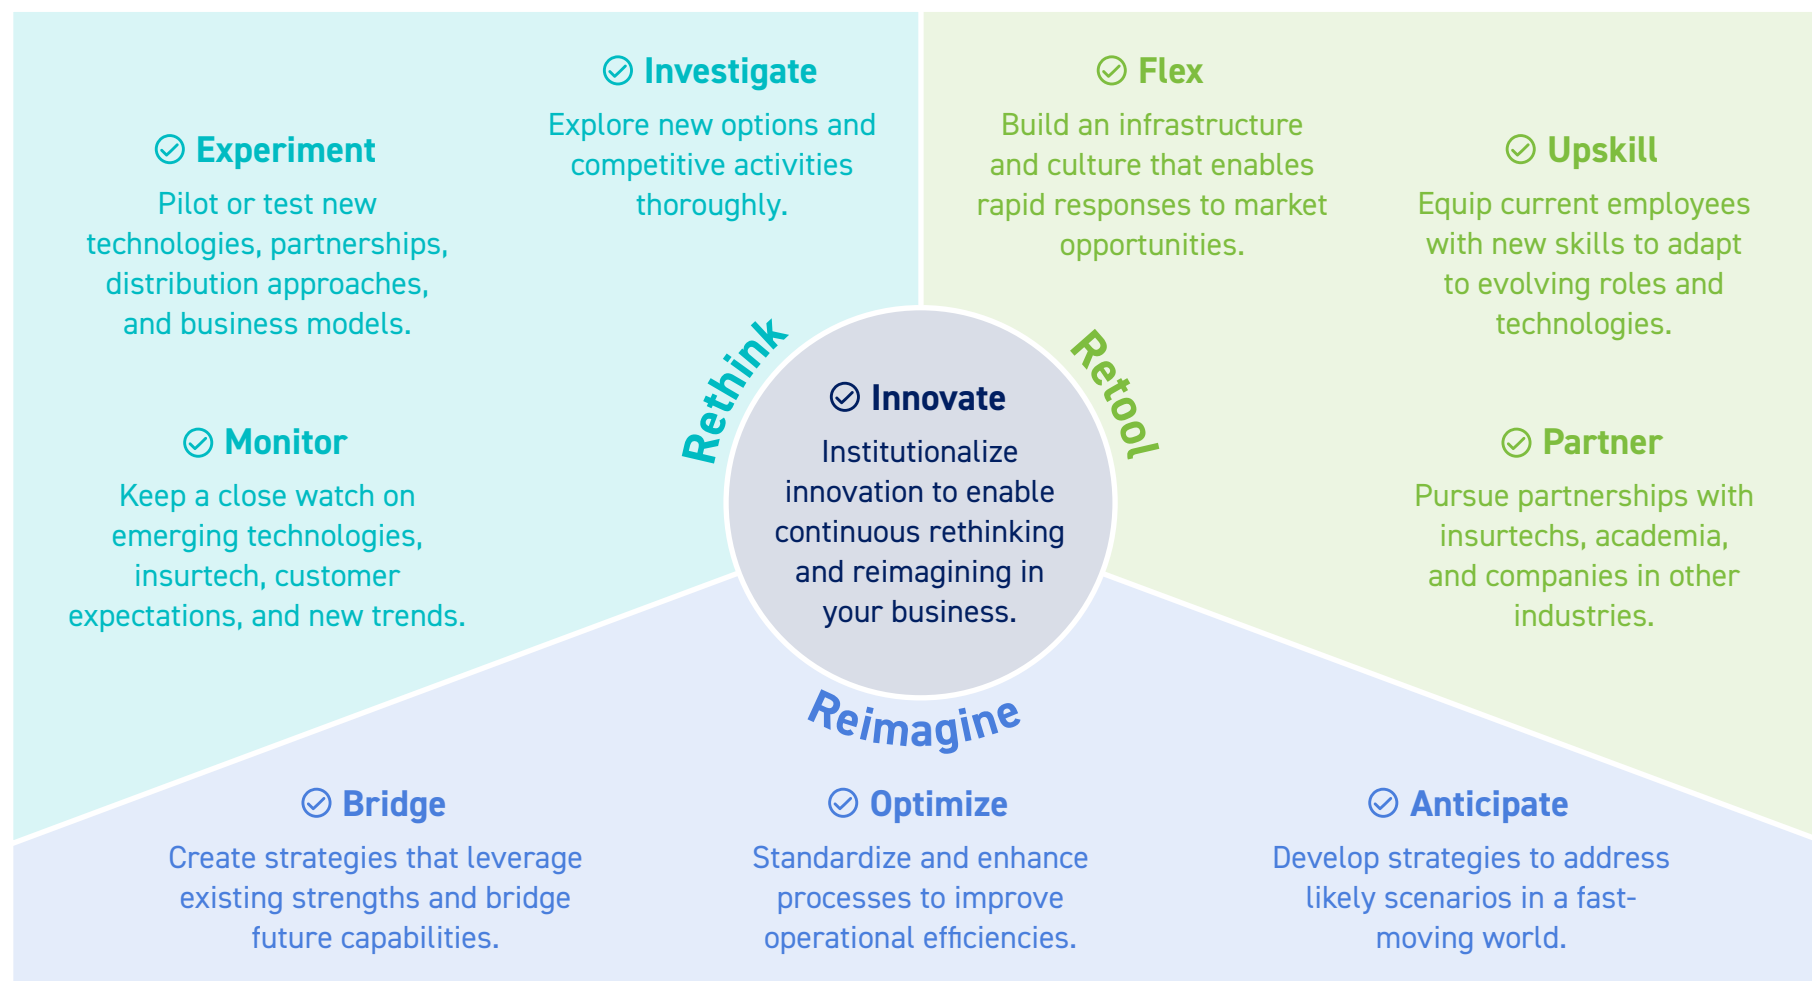 Investigate
Explore new options and
competitive activities
thoroughly.
Experiment
Pilot or test new
technologies, partnerships,
distribution approaches,
and business models.
Monitor
Keep a close watch on
emerging technologies,
insurtech, customer
expectations, and new trends.
Rethink
Flex
Build an infrastructure
and culture that enables
rapid responses to market
opportunities.
Upskill
Equip current employees
with new skills to adapt
to evolving roles and
technologies.
Partner
Pursue partnerships with
insurtechs, academia,
and companies in other
industries.
Retool
Innovate
Institutionalize
innovation to enable
continuous rethinking
and reimagining in
your business.
Reimagine
Bridge
Create strategies that leverage
existing strengths and bridge
future capabilities.
Optimize
Standardize and enhance
processes to improve
operational efficiencies.
Anticipate
Develop strategies to address
likely scenarios in a fast-
moving world.